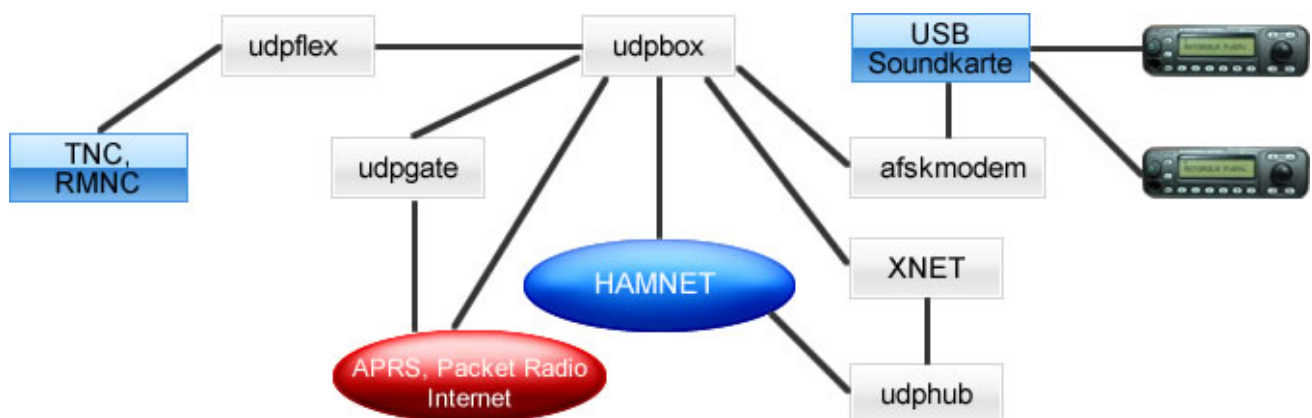 udpflex
udpbox
USB
Soundkarte
TNC,
RMNC
udpgate
afskmodem
HAMNET
XNET
APRS, Packet Radio
Internet
udphub